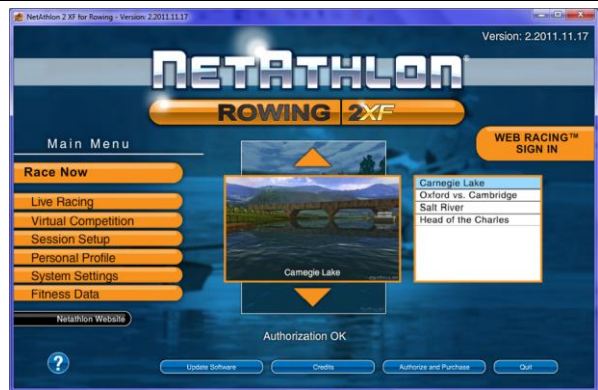 NetAthlon 2 XF for Rowing - Version: 2.2011.11.17
Version: 2.2011.11.17
NETATHLON
ROWING 2XF
WEB RACING™
SIGN IN
Main Menu
Race Now
Live Racing
Virtual Competition
Session Setup
Personal Profile
System Settings
Fitness Data
Netathlon Website
Carnegie Lake
Carnegie Lake
Oxford vs. Cambridge
Salt River
Head of the Charles
Authorization OK
?
Update Software
Credits
Authorize and Purchase
Quit